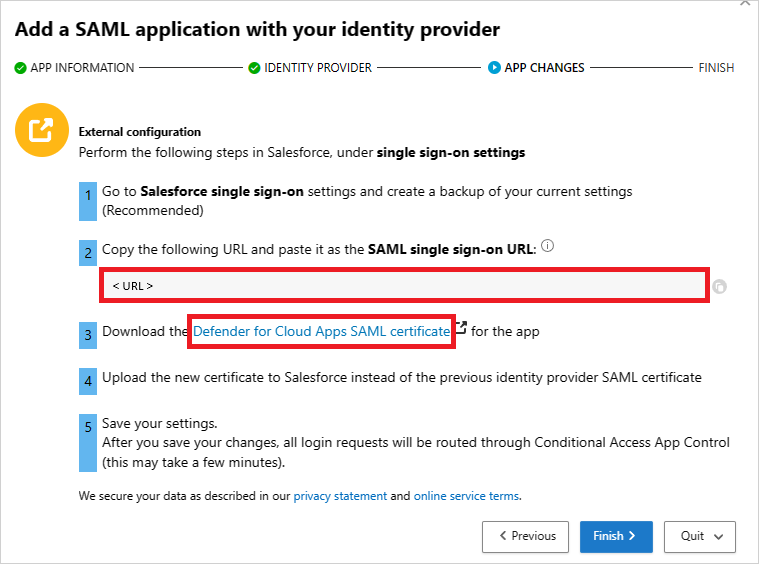 Add a SAML application with your identity provider
APP INFORMATION IDENTITY PROVIDER APP CHANGES FINISH
External configuration
Perform the following steps in Salesforce, under single sign-on settings
1 Go to Salesforce single sign-on settings and create a backup of your current settings
(Recommended)
2 Copy the following URL and paste it as the SAML single sign-on URL:
< URL >
3 Download the Defender for Cloud Apps SAML certificate for the app
4 Upload the new certificate to Salesforce instead of the previous identity provider SAML certificate
5 Save your settings.
After you save your changes, all login requests will be routed through Conditional Access App Control
(this may take a few minutes).
We secure your data as described in our privacy statement and online service terms.
Previous Finish Quit